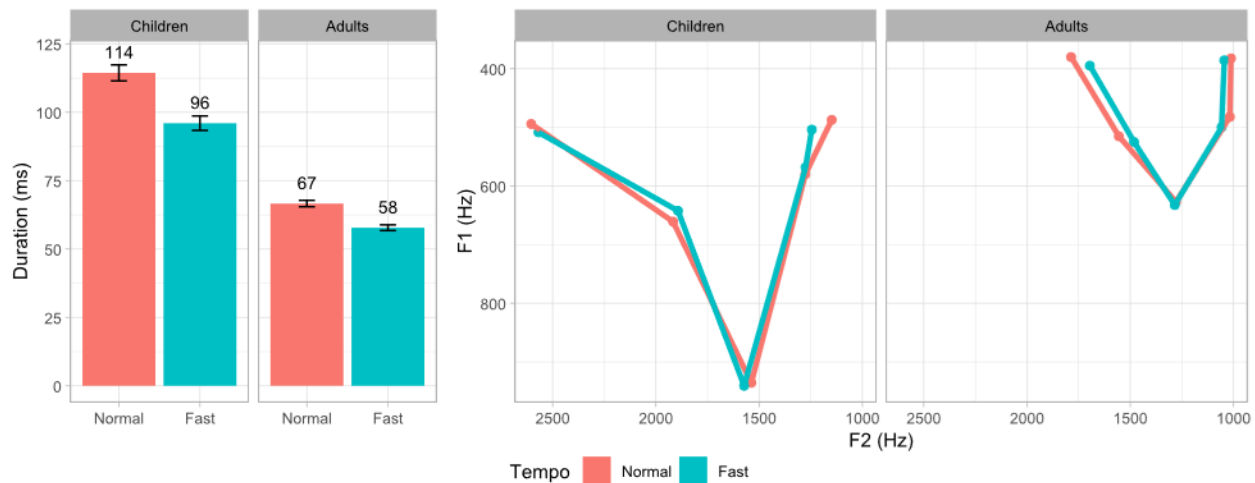 Children Adults
125
100
75
50
25
0
Duration (ms)
114
96
67
58
Normal Fast Normal Fast
Children Adults
400
600
800
F1 (Hz)
2500 2000 1500 1000 2500 2000 1500 1000
F2 (Hz)
Tempo Normal Fast